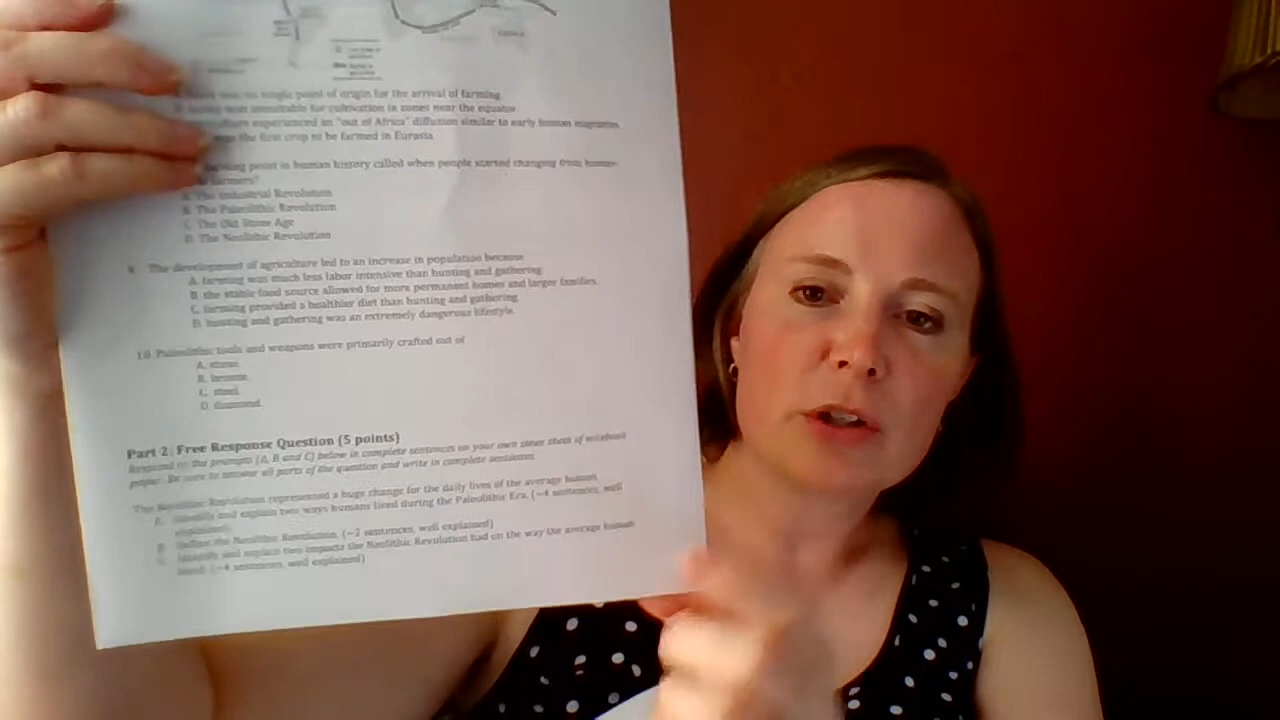 no single point of origin for the arrival of farming
unsuitable for cultivation in zones near the equator
experienced an "out of Africa" diffusion similar to early human migration
the first crop to be farmed in Eurasia
turning point in human history called when people started changing from hunter-
farmers?
A. The Industrial Revolution
B. The Paleolithic Revolution
C. The Old Stone Age
D. The Neolithic Revolution
9. The development of agriculture led to an increase in population because
A. farming was much less labor intensive than hunting and gathering
B. the stable food source allowed for more permanent homes and larger families.
C. farming provided a healthier diet than hunting and gathering
D. hunting and gathering was an extremely dangerous lifestyle.
10. Paleolithic tools and weapons were primarily crafted out of
A. stone.
B. bronze.
C. steel.
D. diamond.
Part 2: Free Response Question (5 points)
Respond to the prompts (A, B and C) below in complete sentences on your own sheet of notebook
paper. Be sure to answer all parts of the question and write in complete sentences.
The Neolithic Revolution represented a huge change for the daily lives of the average human.
Identify and explain two ways humans lived during the Paleolithic Era. (~4 sentences, well
explained)
Define the Neolithic Revolution. (~2 sentences, well explained)
Identify and explain two impacts the Neolithic Revolution had on the way the average human
lived. (~4 sentences, well explained)